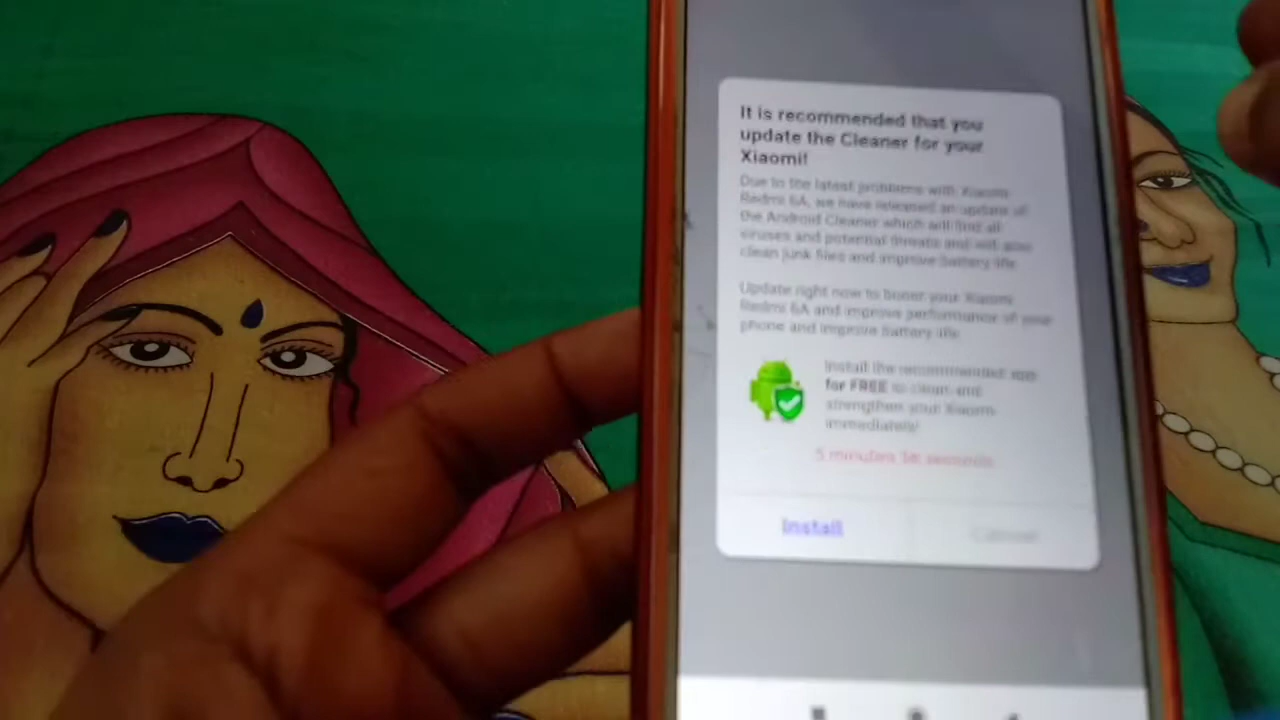 It is recommended that you
update the Cleaner for your
Xiaomi!
Due to the latest problems with Xiaomi
Redmi 6A, we have released an update of
the Android Cleaner which will find all
viruses and potential threats and will also
clean junk files and improve battery life
Update right now to boost your Xiaomi
Redmi 6A and improve performance of your
phone and improve battery life
Install the recommended app
for FREE to clean and
strengthen your Xiaomi
immediately!
5 minutes seconds
Install
Cancel